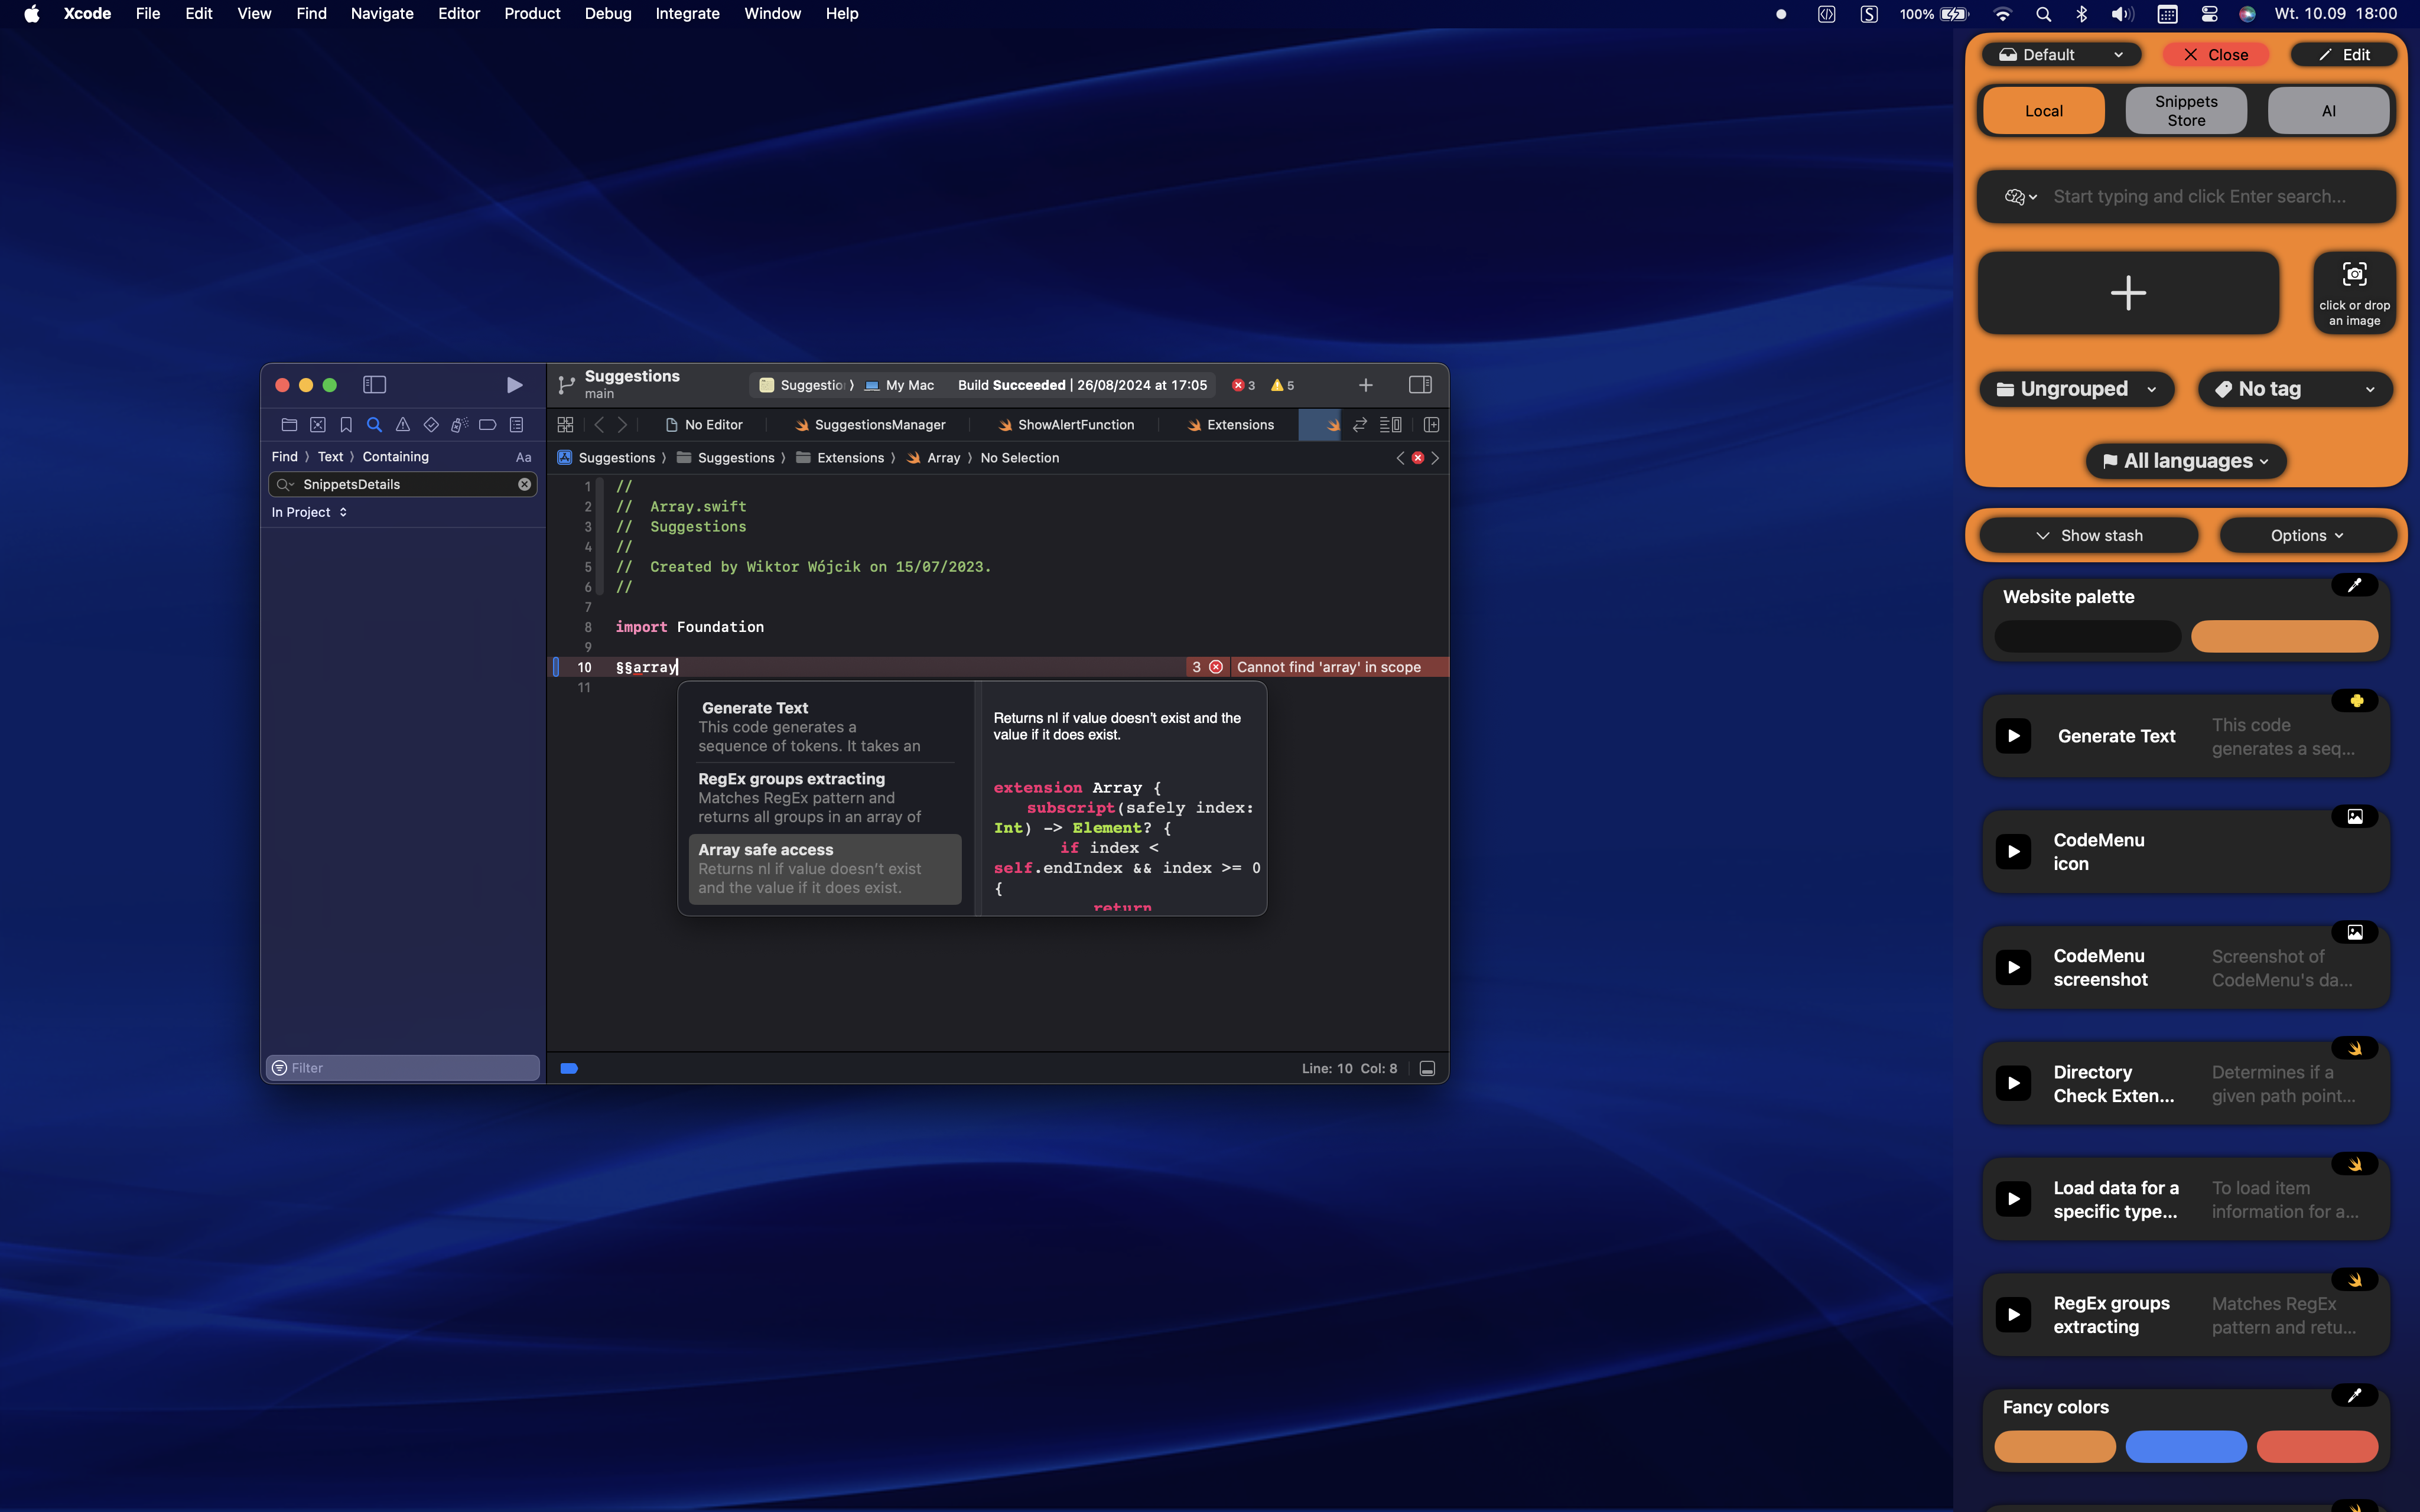 Xcode File Edit View Find Navigate Editor Product Debug Integrate Window Help
100% Wt. 10.09 18:00
Suggestions
main
Suggestio ⟩ My Mac Build Succeeded | 26/08/2024 at 17:05 3 5
No Editor SuggestionsManager ShowAlertFunction Extensions
Find ⟩ Text ⟩ Containing Aa
SnippetsDetails
In Project
Filter
Suggestions ⟩ Suggestions ⟩ Extensions ⟩ Array ⟩ No Selection
1 //
2 //  Array.swift
3 //  Suggestions
4 //
5 //  Created by Wiktor Wójcik on 15/07/2023.
6 //
7
8 import Foundation
9
10 §§array 3 Cannot find 'array' in scope
11
Generate Text
This code generates a
sequence of tokens. It takes an
RegEx groups extracting
Matches RegEx pattern and
returns all groups in an array of
Array safe access
Returns nl if value doesn't exist
and the value if it does exist.
Returns nl if value doesn't exist and the
value if it does exist.
extension Array {
subscript(safely index:
Int) -> Element? {
if index <
self.endIndex && index >= 0
{
return
Line: 10 Col: 8
Default Close Edit
Local Snippets
Store AI
Start typing and click Enter search...
click or drop
an image
Ungrouped No tag
All languages
Show stash Options
Website palette
Generate Text
This code
generates a seq...
CodeMenu
icon
CodeMenu
screenshot
Screenshot of
CodeMenu's da...
Directory
Check Exten...
Determines if a
given path point...
Load data for a
specific type...
To load item
information for a...
RegEx groups
extracting
Matches RegEx
pattern and retu...
Fancy colors